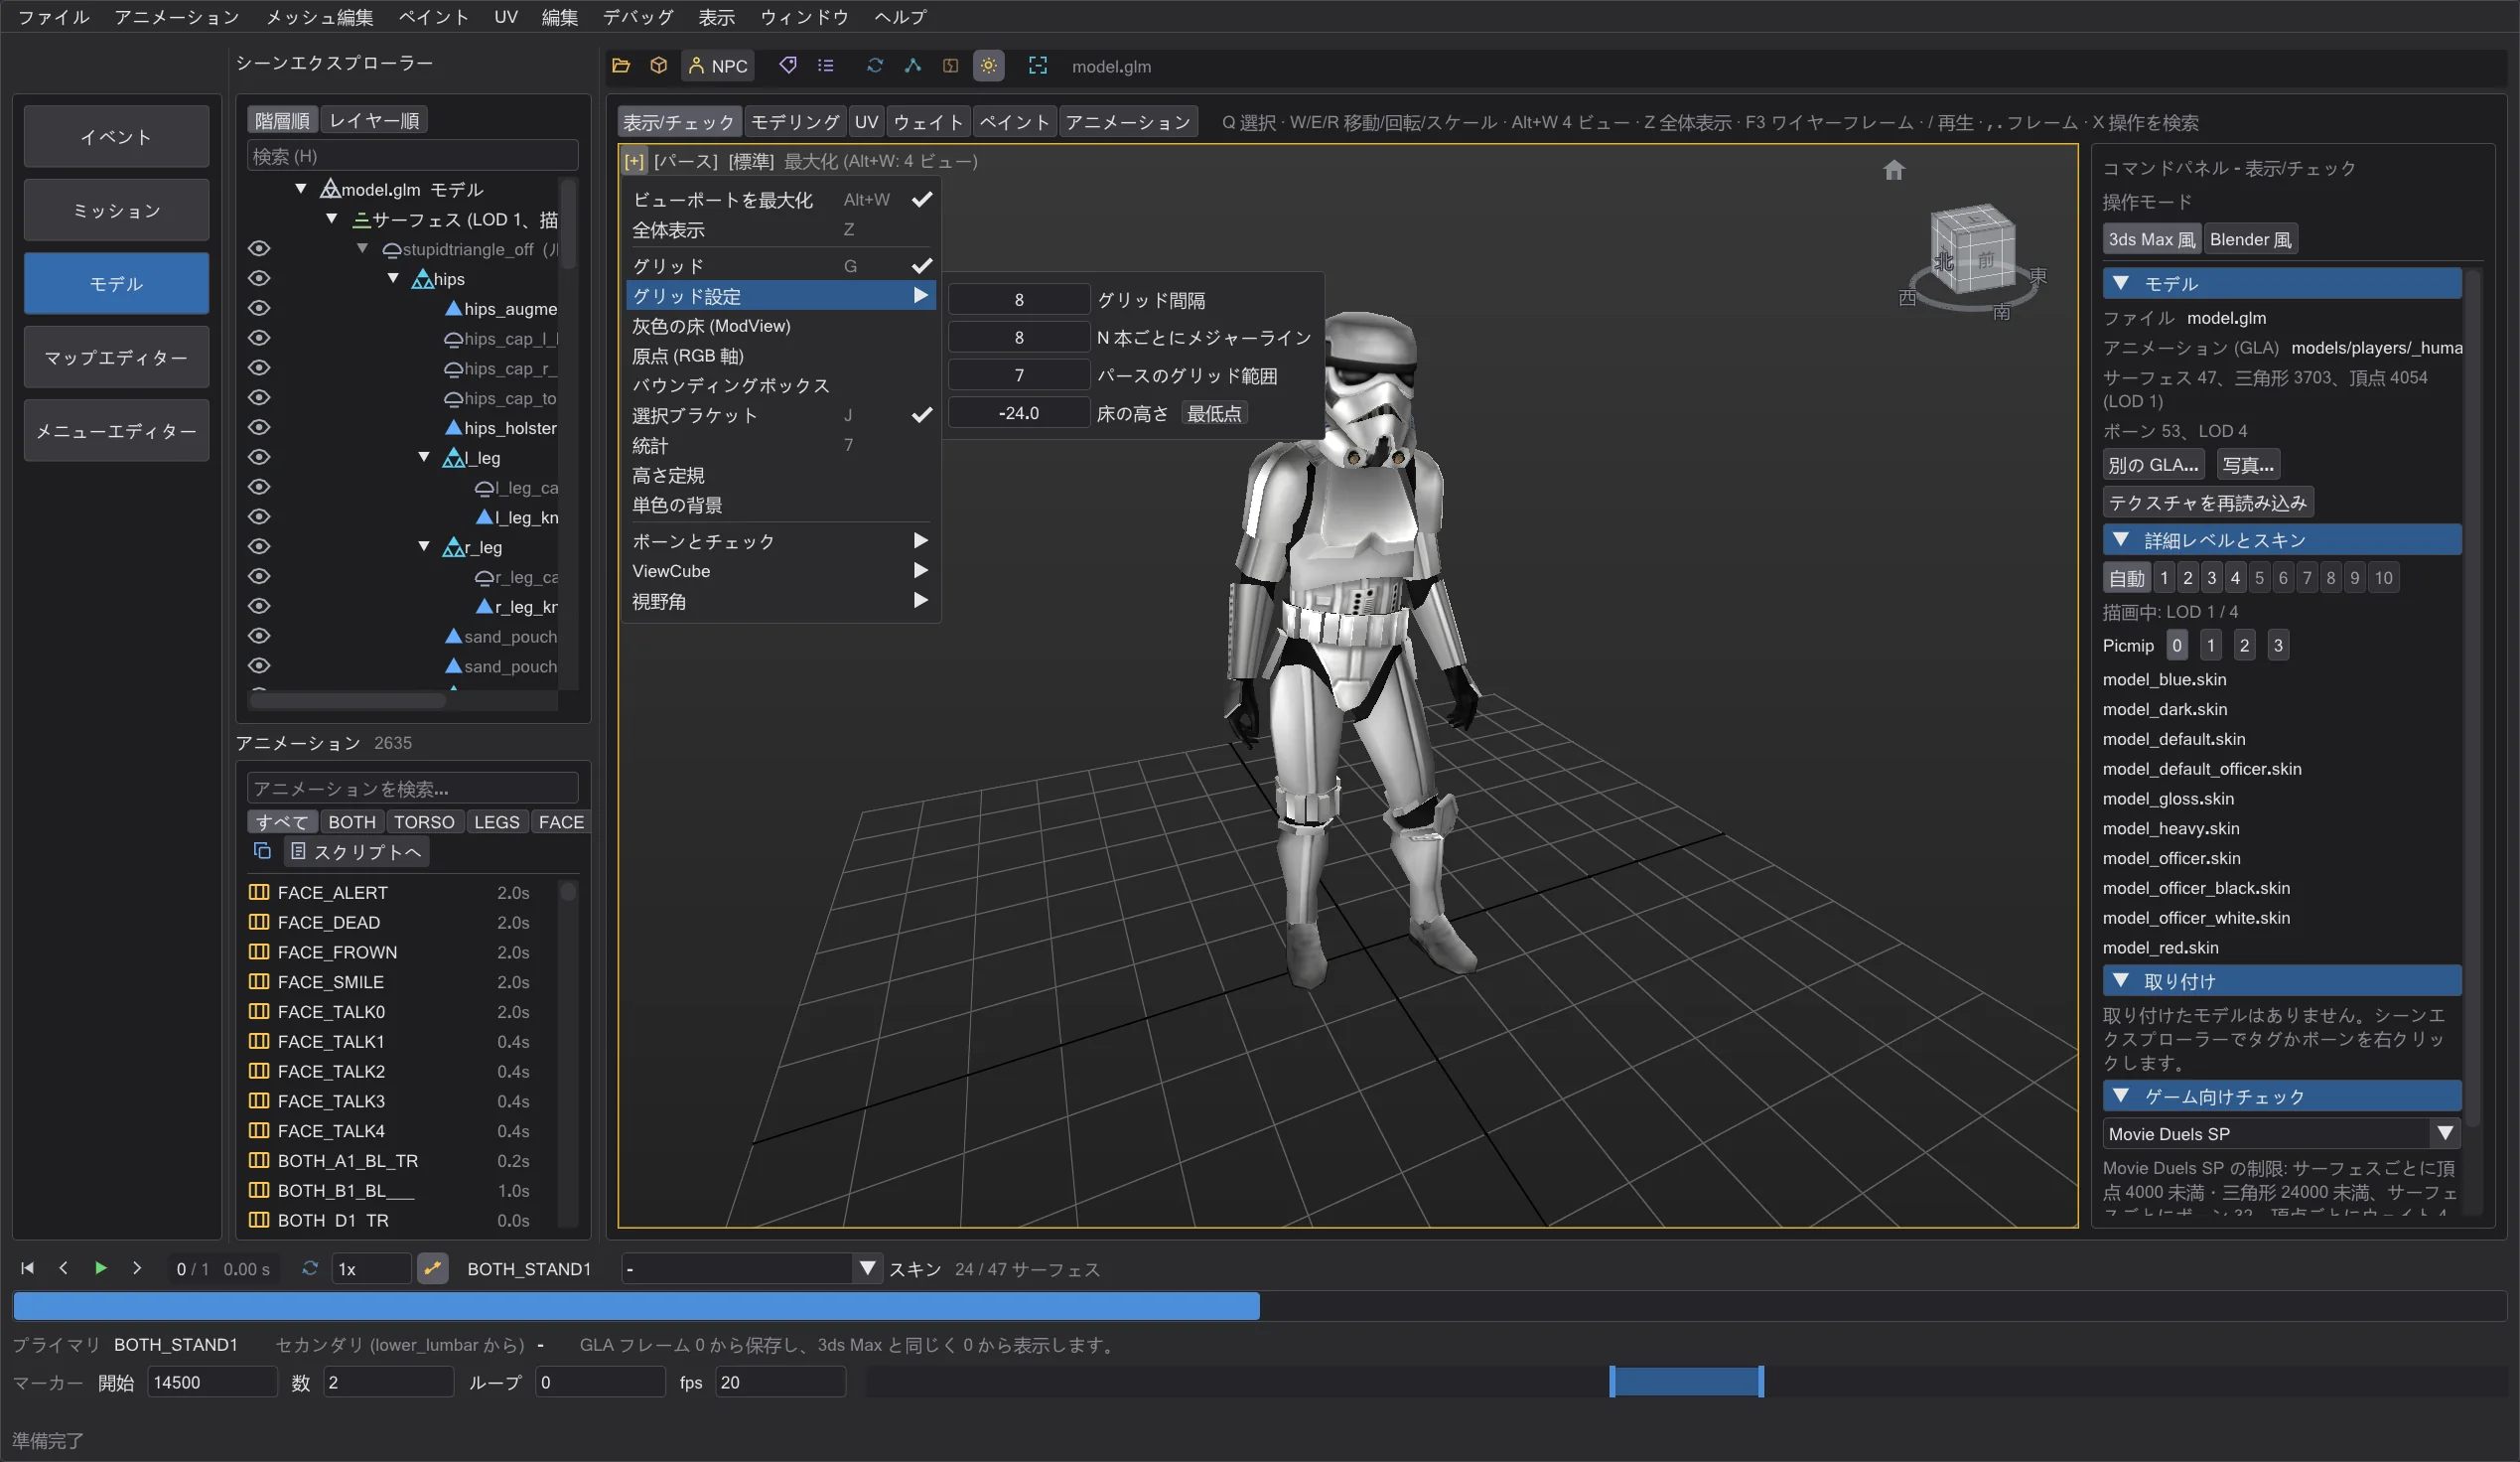 ファイル アニメーション メッシュ編集 ペイント UV 編集 デバッグ 表示 ウィンドウ ヘルプ
シーンエクスプローラー
NPC model.glm
イベント
ミッション
モデル
マップエディター
メニューエディター
階層順 レイヤー順
検索 (H)
model.glm モデル
サーフェス (LOD 1、描
stupidtriangle_off
hips
hips_augme
hips_cap_l_
hips_cap_r_
hips_cap_to
hips_holster
l_leg
l_leg_ca
l_leg_kn
r_leg
r_leg_ca
r_leg_kn
sand_pouch
sand_pouch
アニメーション 2635
アニメーションを検索...
すべて BOTH TORSO LEGS FACE
スクリプトへ
FACE_ALERT 2.0s
FACE_DEAD 2.0s
FACE_FROWN 2.0s
FACE_SMILE 2.0s
FACE_TALK0 2.0s
FACE_TALK1 0.4s
FACE_TALK2 0.4s
FACE_TALK3 0.4s
FACE_TALK4 0.4s
BOTH_A1_BL_TR 0.2s
BOTH_B1_BL___ 1.0s
BOTH_D1_TR 0.0s
表示/チェック モデリング UV ウェイト ペイント アニメーション Q 選択 · W/E/R 移動/回転/スケール · Alt+W 4 ビュー · Z 全体表示 · F3 ワイヤーフレーム · / 再生 · , . フレーム · X 操作を検索
[+] [パース] [標準] 最大化 (Alt+W: 4 ビュー)
ビューポートを最大化 Alt+W
全体表示 Z
グリッド G
グリッド設定
灰色の床 (ModView)
原点 (RGB 軸)
バウンディングボックス
選択ブラケット J
統計 7
高さ定規
単色の背景
ボーンとチェック
ViewCube
視野角
8 グリッド間隔
8 N 本ごとにメジャーライン
7 パースのグリッド範囲
-24.0 床の高さ 最低点
上
北 前 東
西 南
コマンドパネル - 表示/チェック
操作モード
3ds Max 風 Blender 風
モデル
ファイル model.glm
アニメーション (GLA) models/players/_huma
サーフェス 47、三角形 3703、頂点 4054
(LOD 1)
ボーン 53、LOD 4
別の GLA... 写真...
テクスチャを再読み込み
詳細レベルとスキン
自動 1 2 3 4 5 6 7 8 9 10
描画中: LOD 1 / 4
Picmip 0 1 2 3
model_blue.skin
model_dark.skin
model_default.skin
model_default_officer.skin
model_gloss.skin
model_heavy.skin
model_officer.skin
model_officer_black.skin
model_officer_white.skin
model_red.skin
取り付け
取り付けたモデルはありません。シーンエ
クスプローラーでタグかボーンを右クリッ
クします。
ゲーム向けチェック
Movie Duels SP
Movie Duels SP の制限: サーフェスごとに頂
点 4000 未満・三角形 24000 未満、サーフェ
スごとにボーン 32、頂点ごとにウェイト 4
0 / 1 0.00 s 1x BOTH_STAND1 - スキン 24 / 47 サーフェス
プライマリ BOTH_STAND1 セカンダリ (lower_lumbar から) - GLA フレーム 0 から保存し、3ds Max と同じく 0 から表示します。
マーカー 開始 14500 数 2 ループ 0 fps 20
準備完了